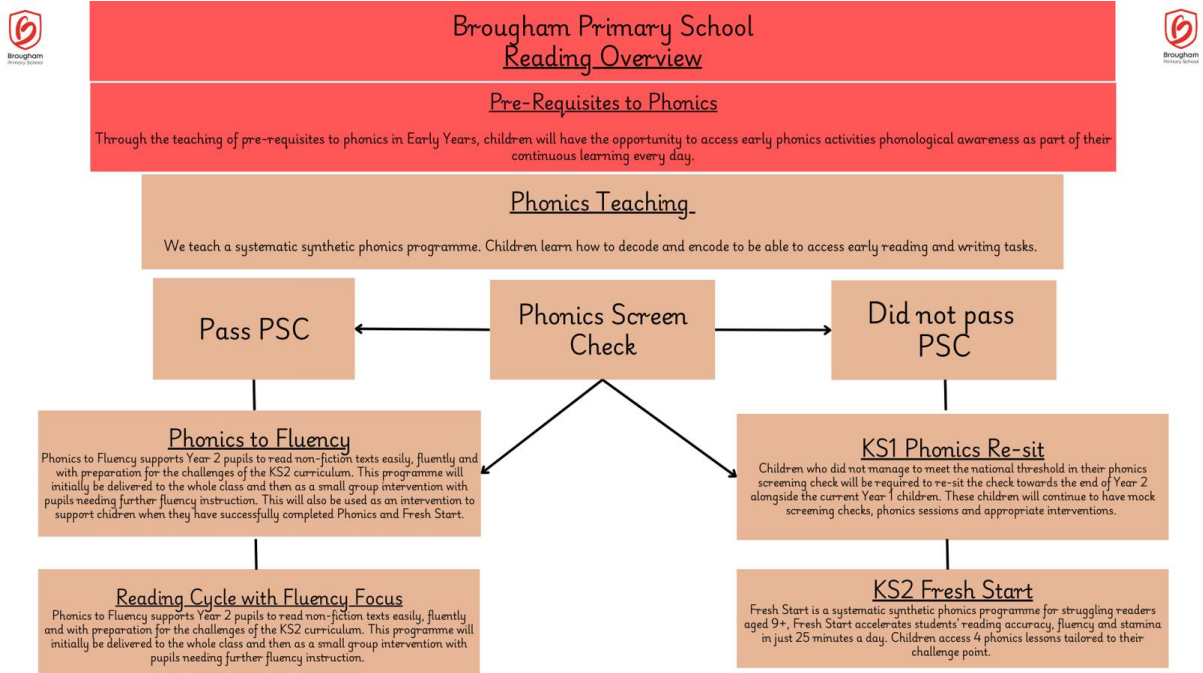 Brougham
Primary School
Brougham Primary School
Reading Overview
Brougham
Primary School
Pre-Requisites to Phonics
Through the teaching of pre-requisites to phonics in Early Years, children will have the opportunity to access early phonics activities phonological awareness as part of their
continuous learning every day.
Phonics Teaching
We teach a systematic synthetic phonics programme. Children learn how to decode and encode to be able to access early reading and writing tasks.
Pass PSC
Phonics Screen
Check
Did not pass
PSC
Phonics to Fluency
Phonics to Fluency supports Year 2 pupils to read non-fiction texts easily, fluently and
with preparation for the challenges of the KS2 curriculum. This programme will
initially be delivered to the whole class and then as a small group intervention with
pupils needing further fluency instruction. This will also be used as an intervention to
support chidren when they have successfully completed Phonics and Fresh Start.
KS1 Phonics Re-sit
Children who did not manage to meet the national threshold in their phonics
screening check will be required to re-sit the check towards the end of Year 2
alongside the current Year 1 children. These children will continue to have mock
screening checks, phonics sessions and appropriate interventions.
Reading Cycle with Fluency Focus
Phonics to Fluency supports Year 2 pupils to read non-fiction texts easily, fluently
and with preparation for the challenges of the KS2 curriculum. This programme will
initially be delivered to the whole class and then as a small group intervention with
pupils needing further fluency instruction.
KS2 Fresh Start
Fresh Start is a systematic synthetic phonics programme for struggling readers
aged 9+, Fresh Start accelerates students' reading accuracy, fluency and stamina
in just 25 minutes a day. Children access 4 phonics lessons tailored to their
challenge point.